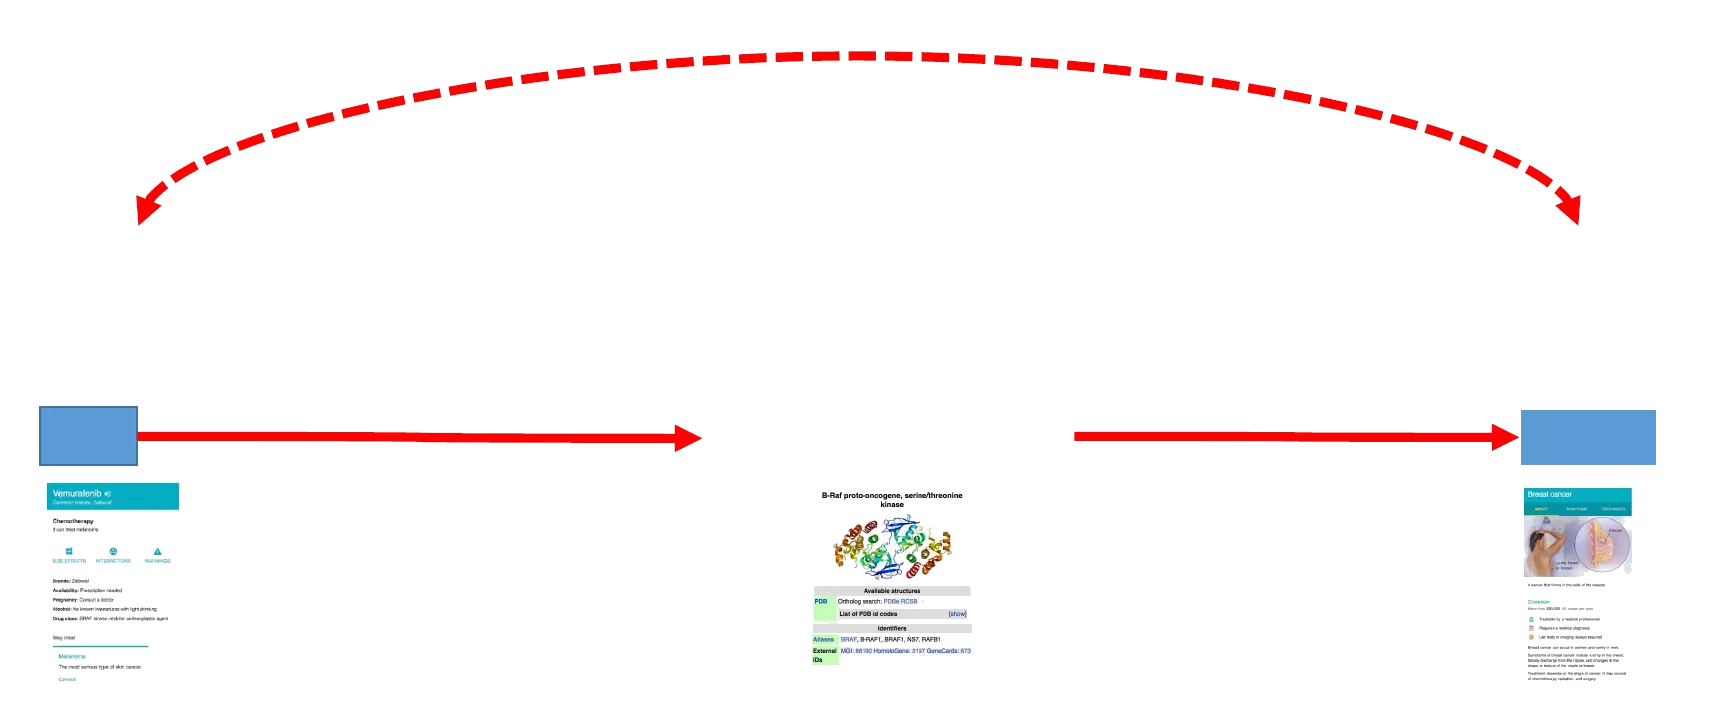 Vemurafenib
Common brands: Zelboraf
Chemotherapy
It can treat melanoma
SIDE EFFECTS INTERACTIONS WARNINGS
Brands: Zelboraf
Availability: Prescription needed
Pregnancy: Consult a doctor
Alcohol: No known interactions with light drinking
Drug class: BRAF kinase inhibitor antineoplastic agent
May treat
Melanoma
The most serious type of skin cancer.
B-Raf proto-oncogene, serine/threonine
kinase
Available structures
PDB Ortholog search: PDBe RCSB
List of PDB id codes [show]
Identifiers
Aliases BRAF, B-RAF1, BRAF1, NS7, RAFB1
External MGI: 88190 HomoloGene: 3197 GeneCards: 673
IDs
Breast cancer
ABOUT SYMPTOMS TREATMENTS
Cancer
Lump found
in breast
A cancer that forms in the cells of the breasts.
Common
More than 200,000 US cases per year
Treatable by a medical professional
Requires a medical diagnosis
Lab tests or imaging always required
Breast cancer can occur in women and rarely in men.
Symptoms of breast cancer include a lump in the breast,
bloody discharge from the nipple, and changes in the
shape or texture of the nipple or breast.
Treatment depends on the stage of cancer. It may consist
of chemotherapy, radiation, and surgery.